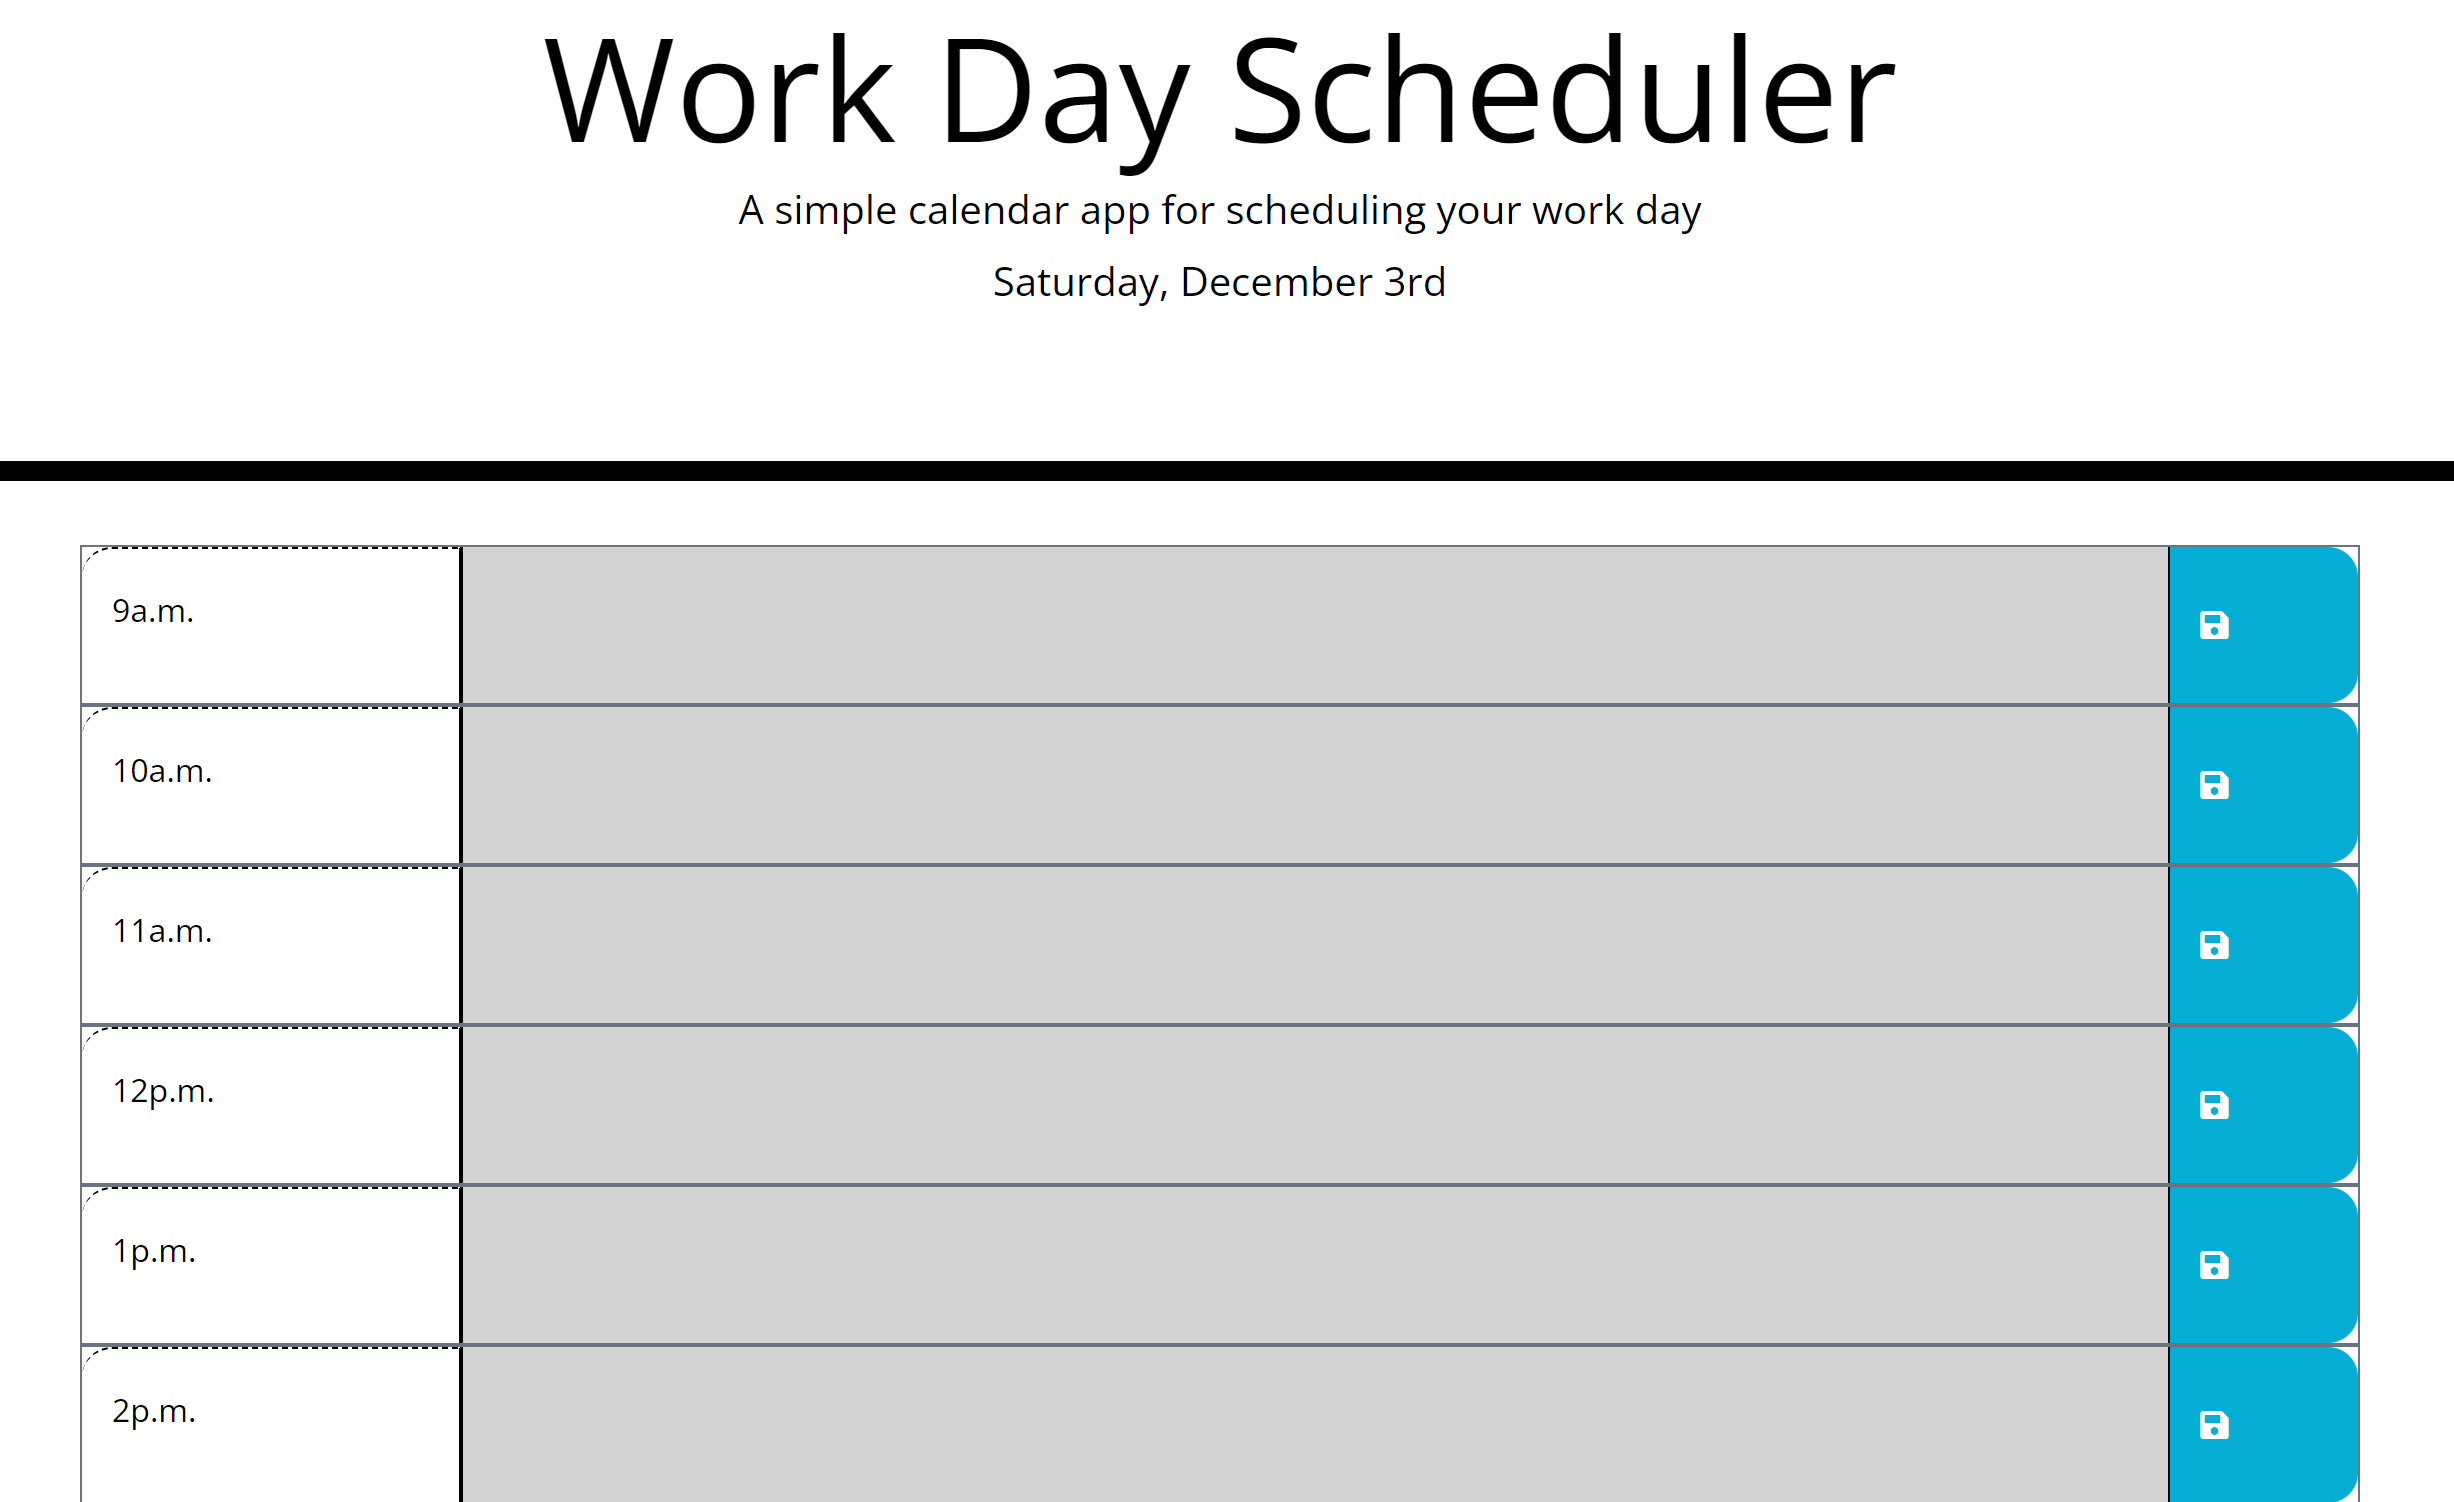 Work Day Scheduler
A simple calendar app for scheduling your work day
Saturday, December 3rd
9a.m.
10a.m.
11a.m.
12p.m.
1p.m.
2p.m.